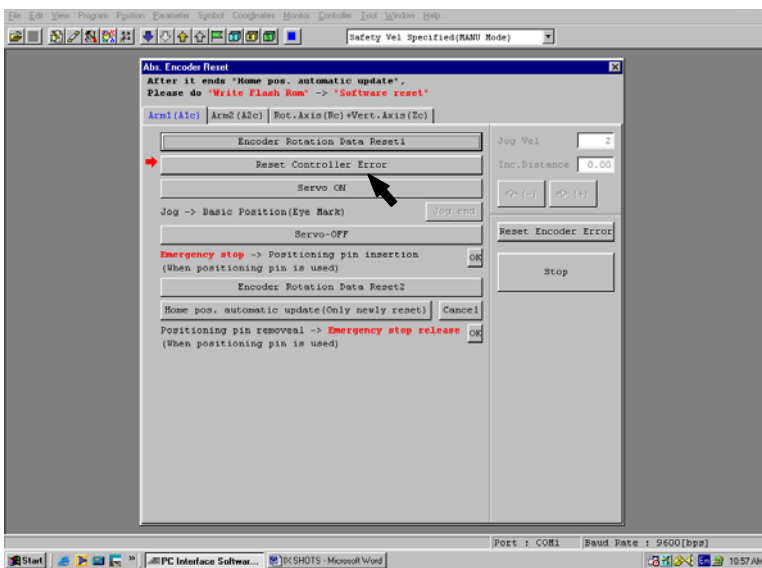 File Edit View Program Position Parameter Symbol Coordinates Monitor Controller Tool Window Help
Safety Vel Specified(MANU Mode)
Abs. Encoder Reset
After it ends "Home pos. automatic update",
Please do "Write Flash Rom" -> "Software reset"
Arm1(A1c) Arm2(A2c) Rot.Axis(Rc)+Vert.Axis(Zc)
Encoder Rotation Data Reset1
Reset Controller Error
Servo ON
Jog -> Basic Position(Eye Mark) Jog end
Servo-OFF
Emergency stop -> Positioning pin insertion
(When positioning pin is used)
OK
Encoder Rotation Data Reset2
Home pos. automatic update(Only newly reset) Cancel
Positioning pin removeal -> Emergency stop release
(When positioning pin is used)
OK
Jog Vel 2
Inc.Distance 0.00
(-) (+)
Reset Encoder Error
Stop
Port : COM1 Baud Rate : 9600[bps]
Start » PC Interface Softwar... IX SHOTS - Microsoft Word En 10:57 AM